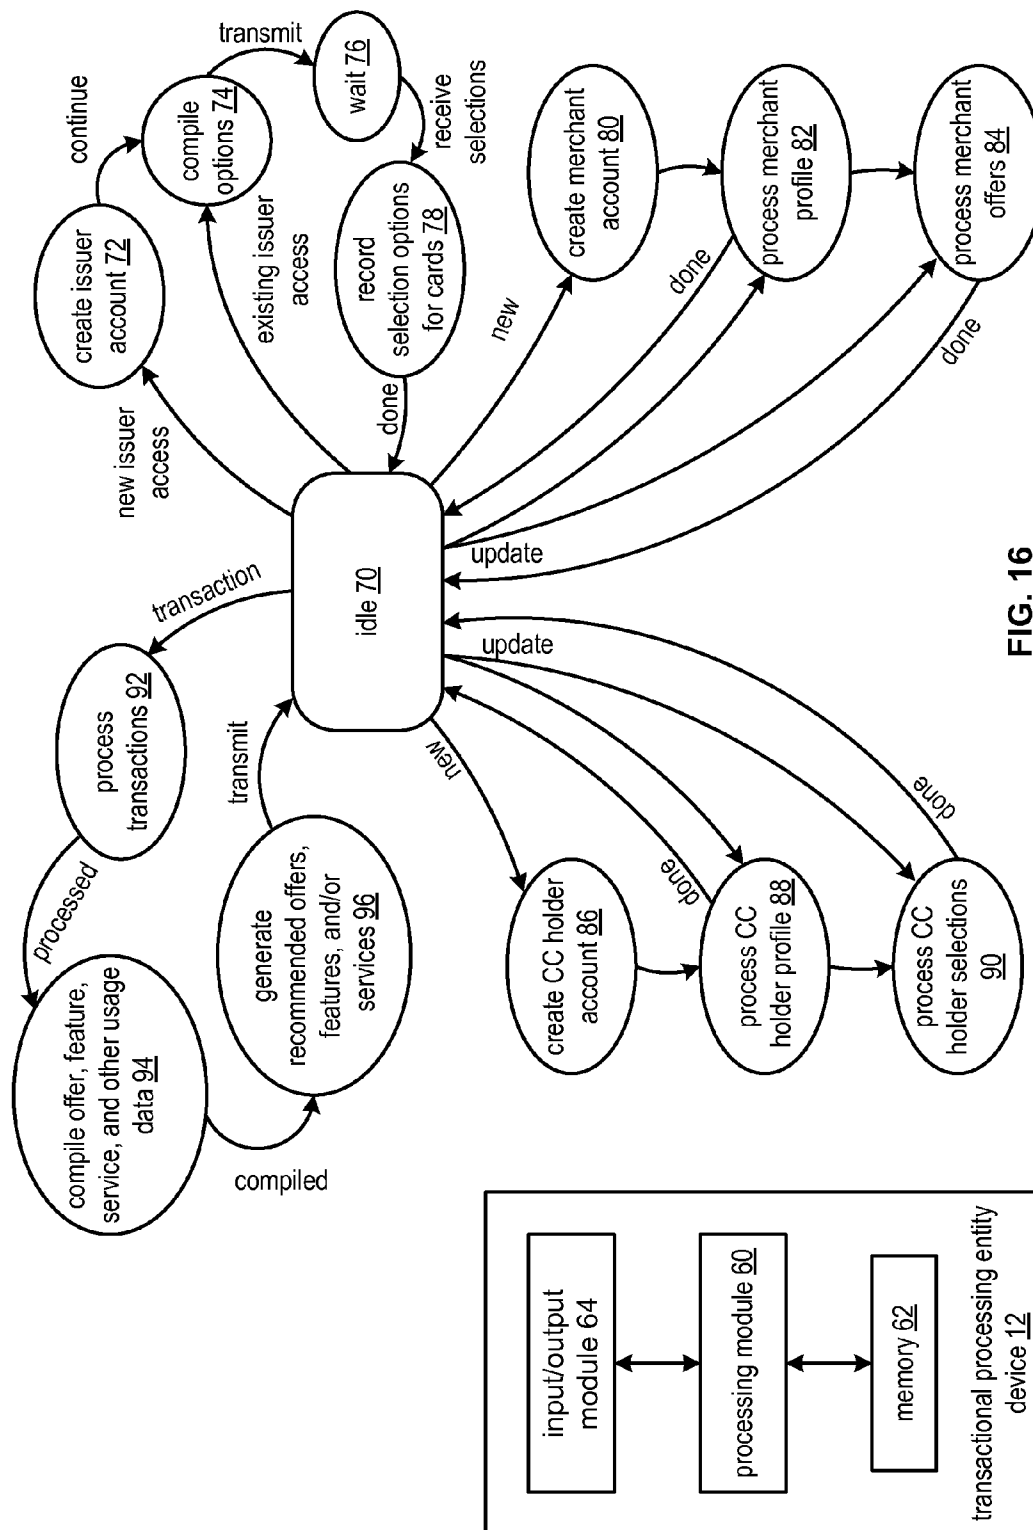 compile offer, feature,
service, and other usage
data 94
processed
process
transactions 92
transaction
compiled
generate
recommended offers,
features, and/or
services 96
transmit
new issuer
access
create issuer
account 72
continue
compile
options 74
transmit
wait 76
receive
selections
existing issuer
access
record
selection options
for cards 78
done
idle 70
new
create merchant
account 80
done
process merchant
profile 82
update
process merchant
offers 84
done
new
create CC holder
account 86
done
process CC
holder profile 88
update
process CC
holder selections
90
done
input/output
module 64
processing module 60
memory 62
transactional processing entity
device 12
FIG. 16